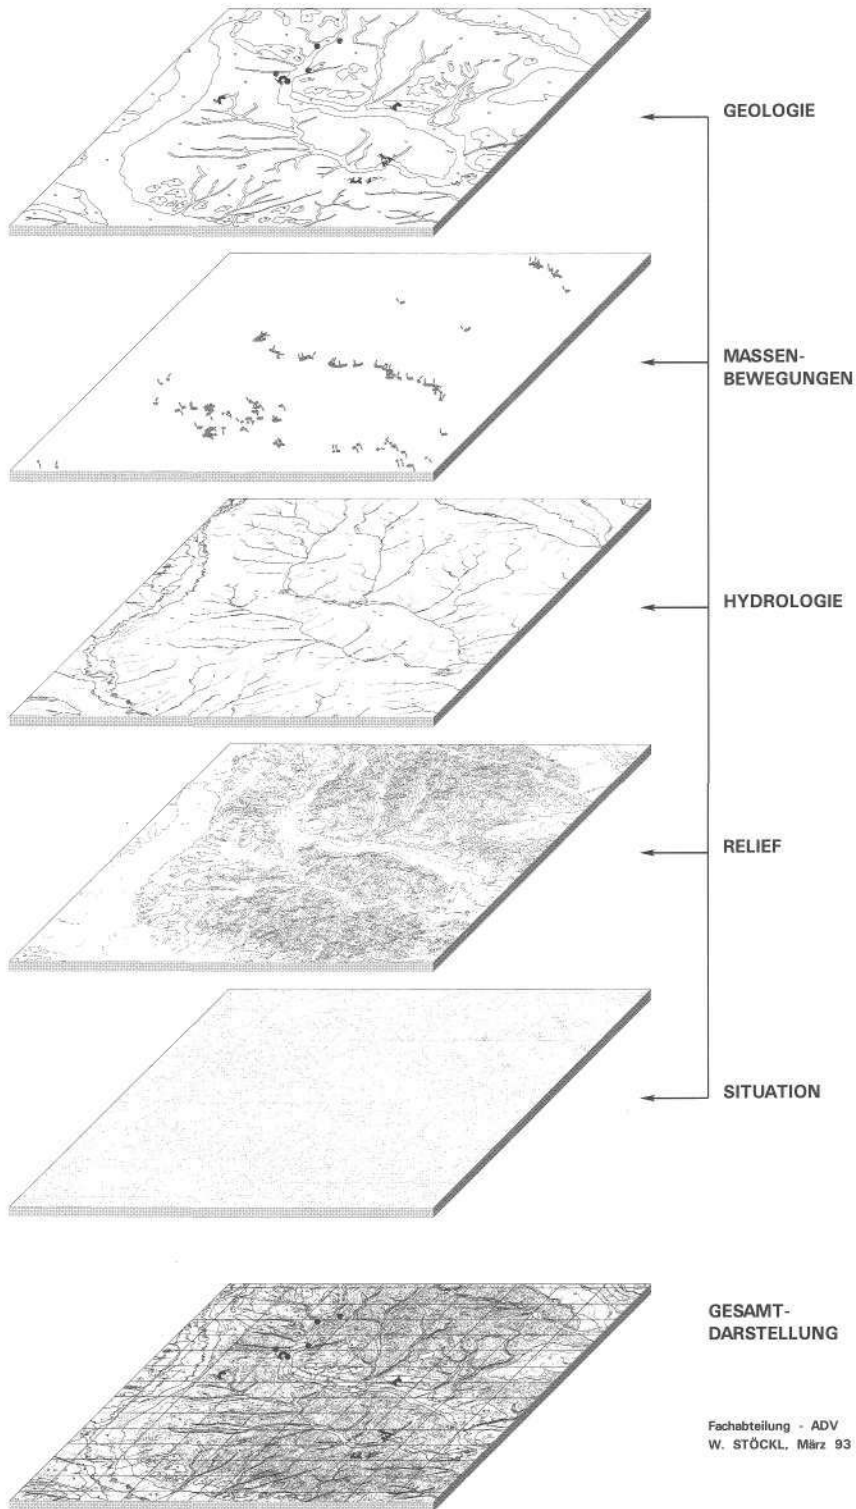 GEOLOGIE
MASSEN-
BEWEGUNGEN
HYDROLOGIE
RELIEF
SITUATION
GESAMT-
DARSTELLUNG
Fachabteilung - ADV
W. STÖCKL, März 93